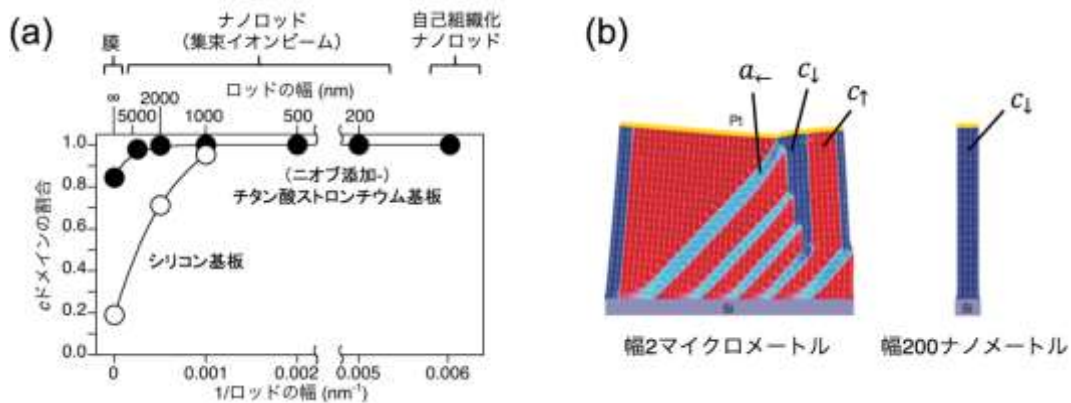 (a)
膜
ナノロッド
(集束イオンビーム)
自己組織化
ナノロッド
ロッドの幅 (nm)
∞
5000
2000
1000
500
200
1.0
0.8
0.6
0.4
0.2
0.0
cドメインの割合
(ニオブ添加-)
チタン酸ストロンチウム基板
シリコン基板
0
0.001
0.002
0.005
0.006
1/ロッドの幅 (nm⁻¹)
(b)
a←
c↓
c↑
Pt
Si
幅2マイクロメートル
c↓
Si
幅200ナノメートル